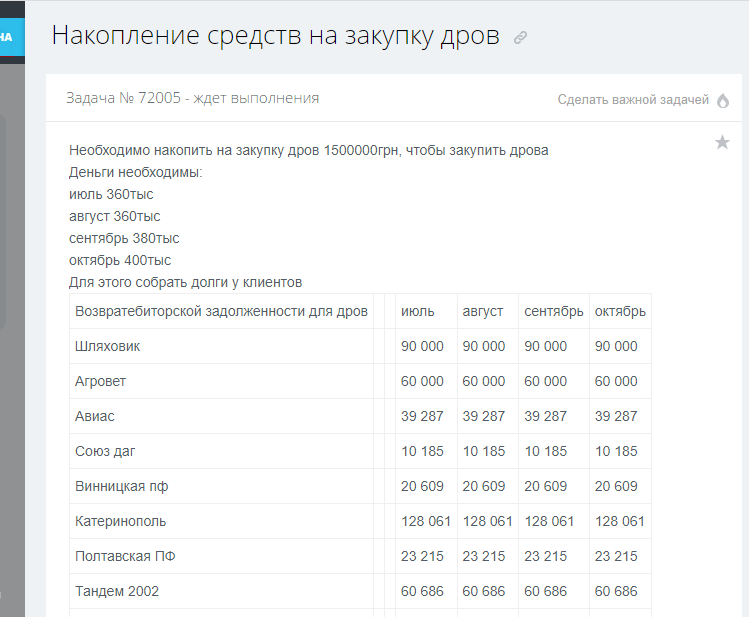 НА
Накопление средств на закупку дров
Задача № 72005 - ждет выполнения
Сделать важной задачей
Необходимо накопить на закупку дров 1500000грн, чтобы закупить дрова
Деньги необходимы:
июль 360тыс
август 360тыс
сентябрь 380тыс
октябрь 400тыс
Для этого собрать долги у клиентов
Возвратебиторской задолженности для дров июль август сентябрь октябрь
Шляховик 90 000 90 000 90 000 90 000
Агровет 60 000 60 000 60 000 60 000
Авиас 39 287 39 287 39 287 39 287
Союз даг 10 185 10 185 10 185 10 185
Винницкая пф 20 609 20 609 20 609 20 609
Катеринополь 128 061 128 061 128 061 128 061
Полтавская ПФ 23 215 23 215 23 215 23 215
Тандем 2002 60 686 60 686 60 686 60 686